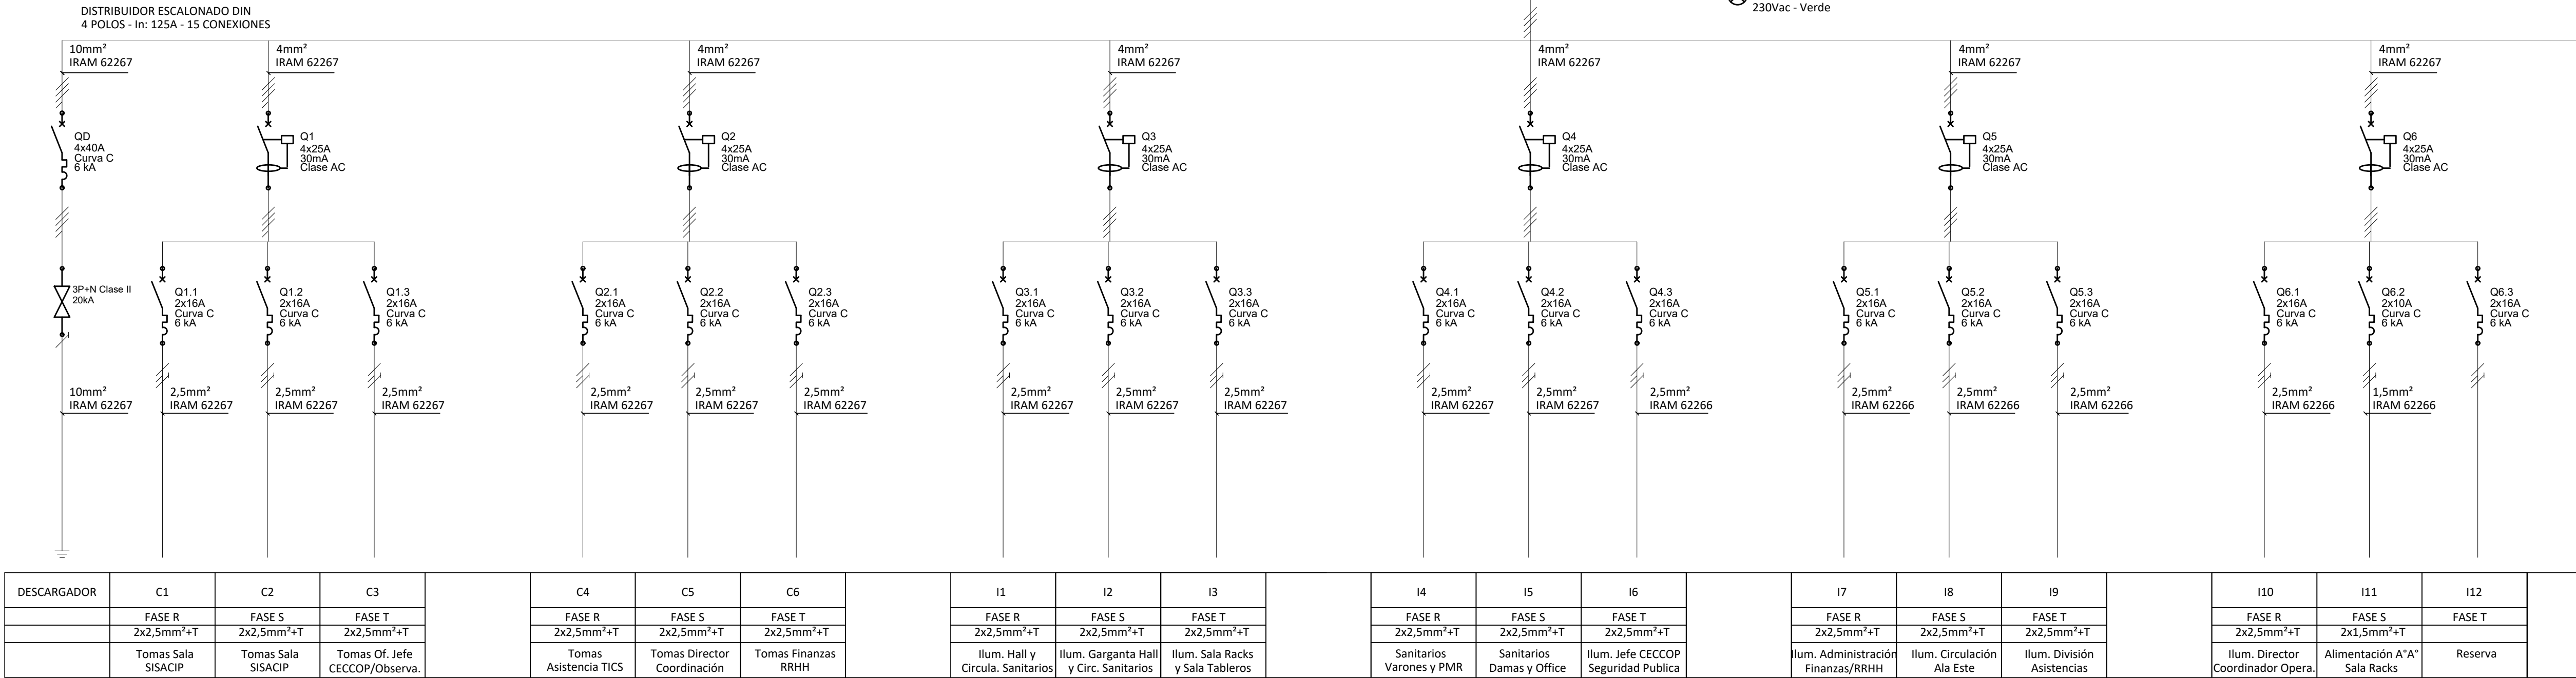 DISTRIBUIDOR ESCALONADO DIN
4 POLOS - In: 125A - 15 CONEXIONES
230Vac - Verde
10mm²
IRAM 62267
4mm²
IRAM 62267
4mm²
IRAM 62267
4mm²
IRAM 62267
4mm²
IRAM 62267
4mm²
IRAM 62267
4mm²
IRAM 62267
QD
4x40A
Curva C
6 kA
Q1
4x25A
30mA
Clase AC
Q2
4x25A
30mA
Clase AC
Q3
4x25A
30mA
Clase AC
Q4
4x25A
30mA
Clase AC
Q5
4x25A
30mA
Clase AC
Q6
4x25A
30mA
Clase AC
3P+N Clase II
20kA
Q1.1
2x16A
Curva C
6 kA
Q1.2
2x16A
Curva C
6 kA
Q1.3
2x16A
Curva C
6 kA
Q2.1
2x16A
Curva C
6 kA
Q2.2
2x16A
Curva C
6 kA
Q2.3
2x16A
Curva C
6 kA
Q3.1
2x16A
Curva C
6 kA
Q3.2
2x16A
Curva C
6 kA
Q3.3
2x16A
Curva C
6 kA
Q4.1
2x16A
Curva C
6 kA
Q4.2
2x16A
Curva C
6 kA
Q4.3
2x16A
Curva C
6 kA
Q5.1
2x16A
Curva C
6 kA
Q5.2
2x16A
Curva C
6 kA
Q5.3
2x16A
Curva C
6 kA
Q6.1
2x16A
Curva C
6 kA
Q6.2
2x10A
Curva C
6 kA
Q6.3
2x16A
Curva C
6 kA
10mm²
IRAM 62267
2,5mm²
IRAM 62267
2,5mm²
IRAM 62267
2,5mm²
IRAM 62267
2,5mm²
IRAM 62267
2,5mm²
IRAM 62267
2,5mm²
IRAM 62267
2,5mm²
IRAM 62267
2,5mm²
IRAM 62267
2,5mm²
IRAM 62267
2,5mm²
IRAM 62267
2,5mm²
IRAM 62267
2,5mm²
IRAM 62266
2,5mm²
IRAM 62266
2,5mm²
IRAM 62266
2,5mm²
IRAM 62266
2,5mm²
IRAM 62266
1,5mm²
IRAM 62266
DESCARGADOR C1 C2 C3 C4 C5 C6 I1 I2 I3 I4 I5 I6 I7 I8 I9 I10 I11 I12
FASE R FASE S FASE T FASE R FASE S FASE T FASE R FASE S FASE T FASE R FASE S FASE T FASE R FASE S FASE T FASE R FASE S FASE T
2x2,5mm²+T 2x2,5mm²+T 2x2,5mm²+T 2x2,5mm²+T 2x2,5mm²+T 2x2,5mm²+T 2x2,5mm²+T 2x2,5mm²+T 2x2,5mm²+T 2x2,5mm²+T 2x2,5mm²+T 2x2,5mm²+T 2x2,5mm²+T 2x2,5mm²+T 2x2,5mm²+T 2x2,5mm²+T 2x1,5mm²+T
Tomas Sala
SISACIP
Tomas Sala
SISACIP
Tomas Of. Jefe
CECCOP/Observa.
Tomas
Asistencia TICS
Tomas Director
Coordinación
Tomas Finanzas
RRHH
Ilum. Hall y
Circula. Sanitarios
Ilum. Garganta Hall
y Circ. Sanitarios
Ilum. Sala Racks
y Sala Tableros
Sanitarios
Varones y PMR
Sanitarios
Damas y Office
Ilum. Jefe CECCOP
Seguridad Publica
Ilum. Administración
Finanzas/RRHH
Ilum. Circulación
Ala Este
Ilum. División
Asistencias
Ilum. Director
Coordinador Opera.
Alimentación A°A°
Sala Racks
Reserva